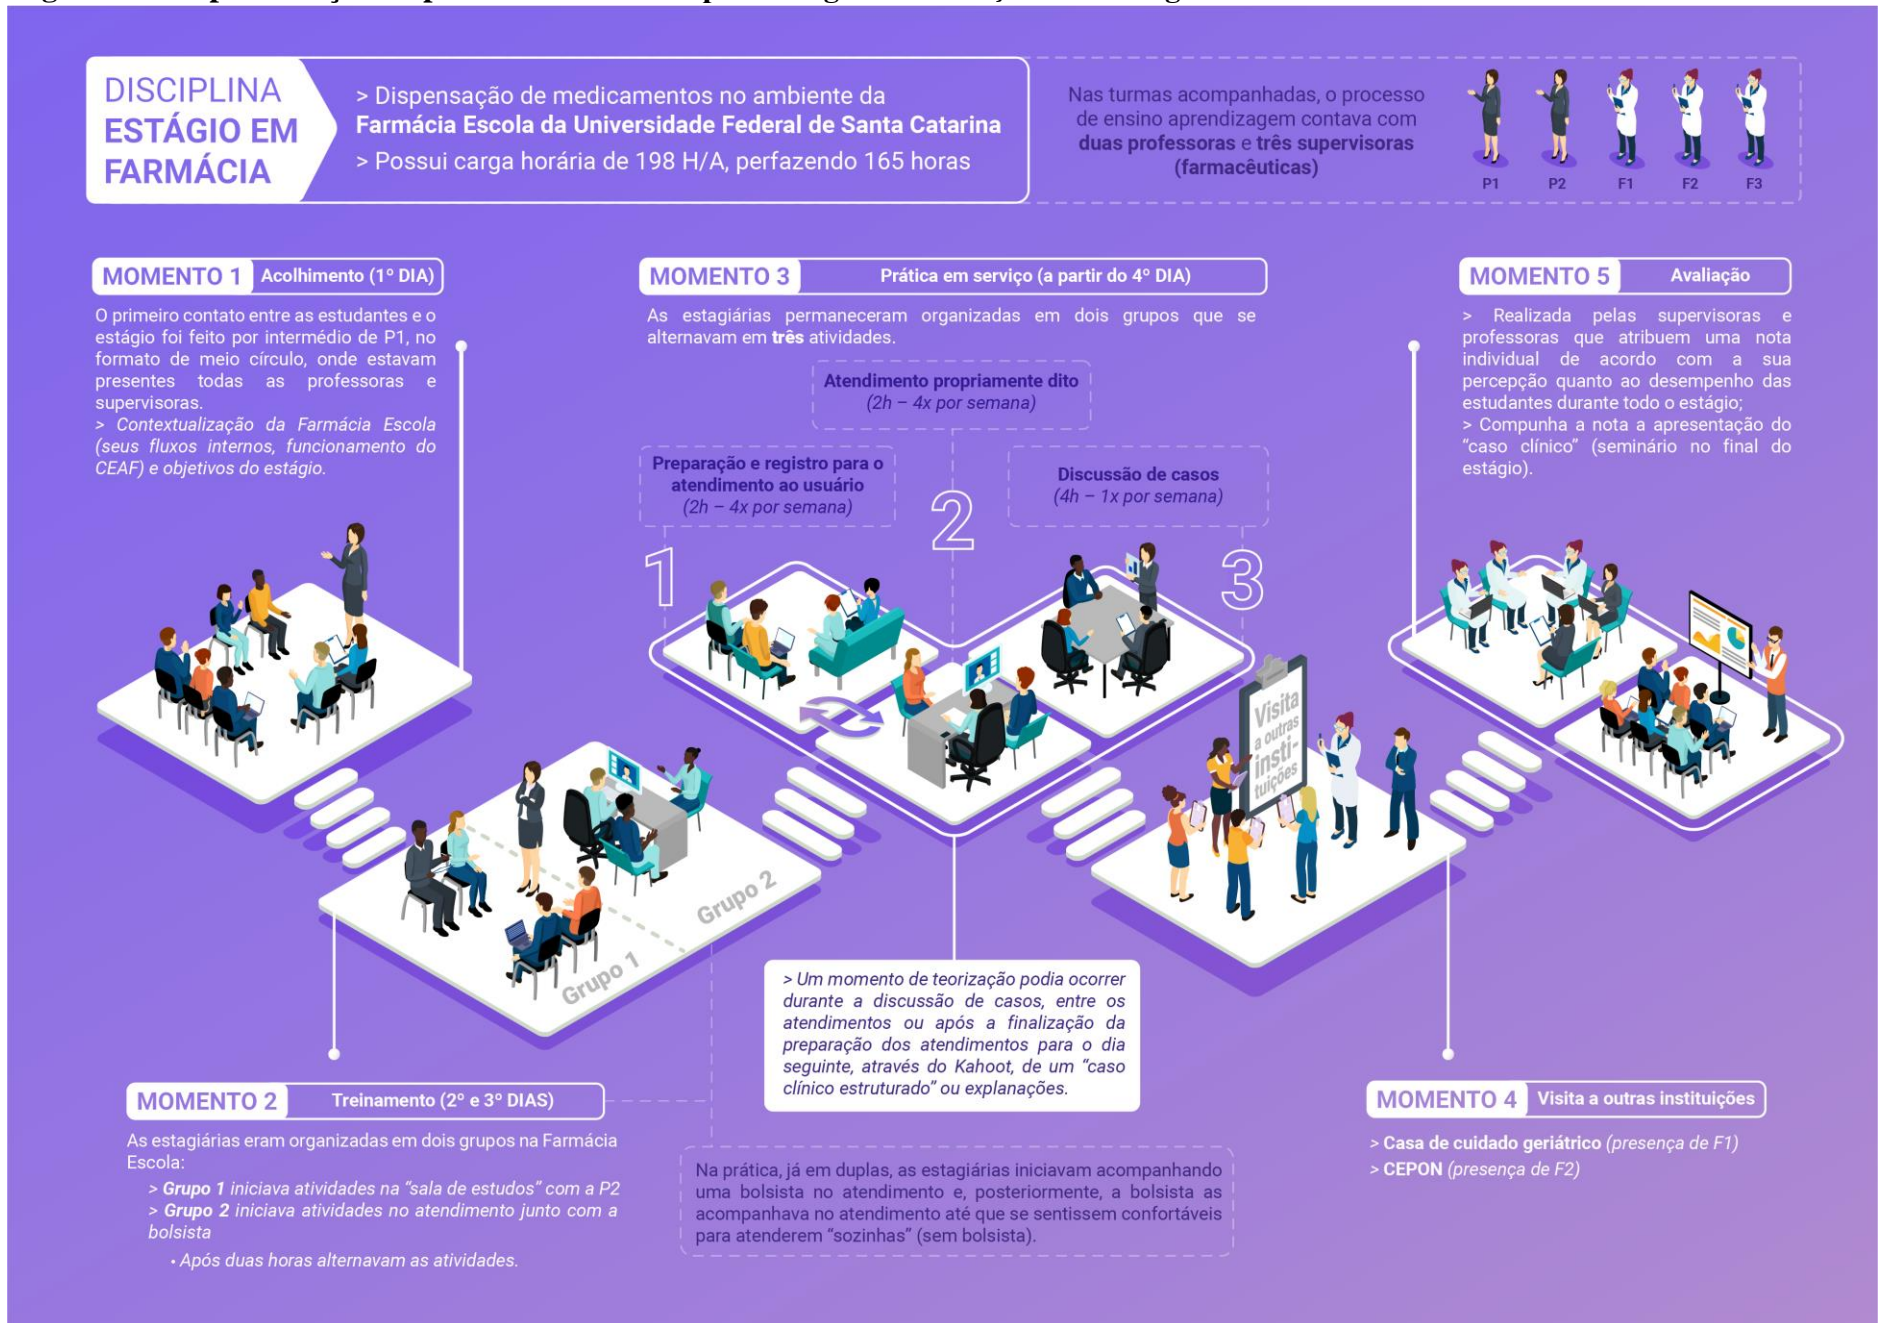 DISCIPLINA
ESTÁGIO EM
FARMÁCIA
> Dispensação de medicamentos no ambiente da
Farmácia Escola da Universidade Federal de Santa Catarina
> Possui carga horária de 198 H/A, perfazendo 165 horas
Nas turmas acompanhadas, o processo
de ensino aprendizagem contava com
duas professoras e três supervisoras
(farmacêuticas)
P1 P2 F1 F2 F3
MOMENTO 1 Acolhimento (1º DIA)
O primeiro contato entre as estudantes e o
estágio foi feito por intermédio de P1, no
formato de meio círculo, onde estavam
presentes todas as professoras e
supervisoras.
> Contextualização da Farmácia Escola
(seus fluxos internos, funcionamento do
CEAF) e objetivos do estágio.
MOMENTO 3 Prática em serviço (a partir do 4º DIA)
As estagiárias permaneceram organizadas em dois grupos que se
alternavam em três atividades.
Atendimento propriamente dito
(2h – 4x por semana)
Preparação e registro para o
atendimento ao usuário
(2h – 4x por semana)
Discussão de casos
(4h – 1x por semana)
1
2
3
MOMENTO 5 Avaliação
> Realizada pelas supervisoras e
professoras que atribuem uma nota
individual de acordo com a sua
percepção quanto ao desempenho das
estudantes durante todo o estágio;
> Compunha a nota a apresentação do
“caso clínico” (seminário no final do
estágio).
Visita
a outras
insti-
tuições
Grupo 1
Grupo 2
> Um momento de teorização podia ocorrer
durante a discussão de casos, entre os
atendimentos ou após a finalização da
preparação dos atendimentos para o dia
seguinte, através do Kahoot, de um “caso
clínico estruturado” ou explanações.
MOMENTO 2 Treinamento (2º e 3º DIAS)
As estagiárias eram organizadas em dois grupos na Farmácia
Escola:
> Grupo 1 iniciava atividades na “sala de estudos” com a P2
> Grupo 2 iniciava atividades no atendimento junto com a
bolsista
• Após duas horas alternavam as atividades.
Na prática, já em duplas, as estagiárias iniciavam acompanhando
uma bolsista no atendimento e, posteriormente, a bolsista as
acompanhava no atendimento até que se sentissem confortáveis
para atenderem “sozinhas” (sem bolsista).
MOMENTO 4 Visita a outras instituições
> Casa de cuidado geriátrico (presença de F1)
> CEPON (presença de F2)